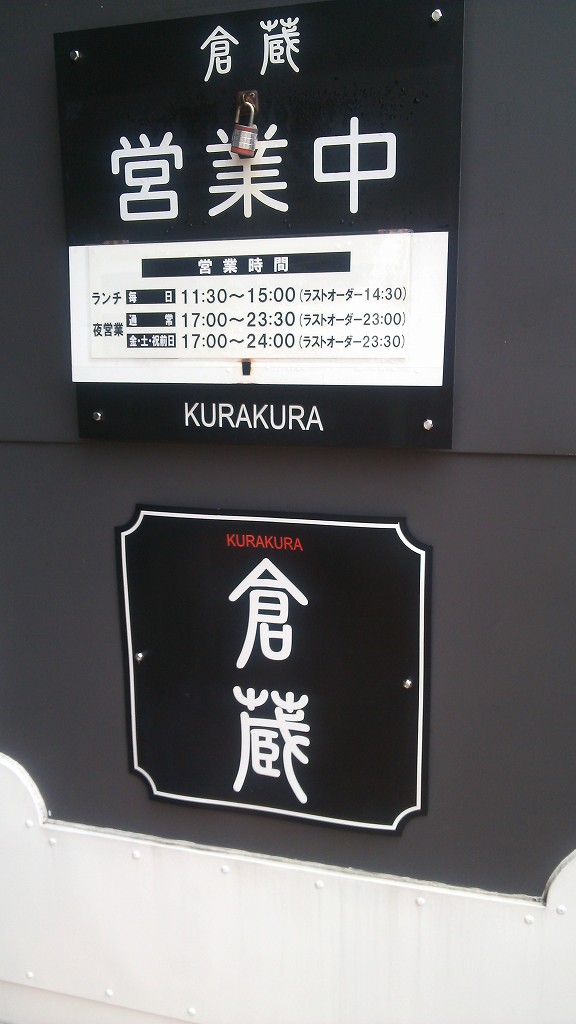 倉蔵
営業中
営業時間
ランチ 毎日 11:30〜15:00 (ラストオーダー14:30)
夜営業 通常 17:00〜23:30 (ラストオーダー23:00)
金・土・祝前日 17:00〜24:00 (ラストオーダー23:30)
KURAKURA
KURAKURA
倉蔵